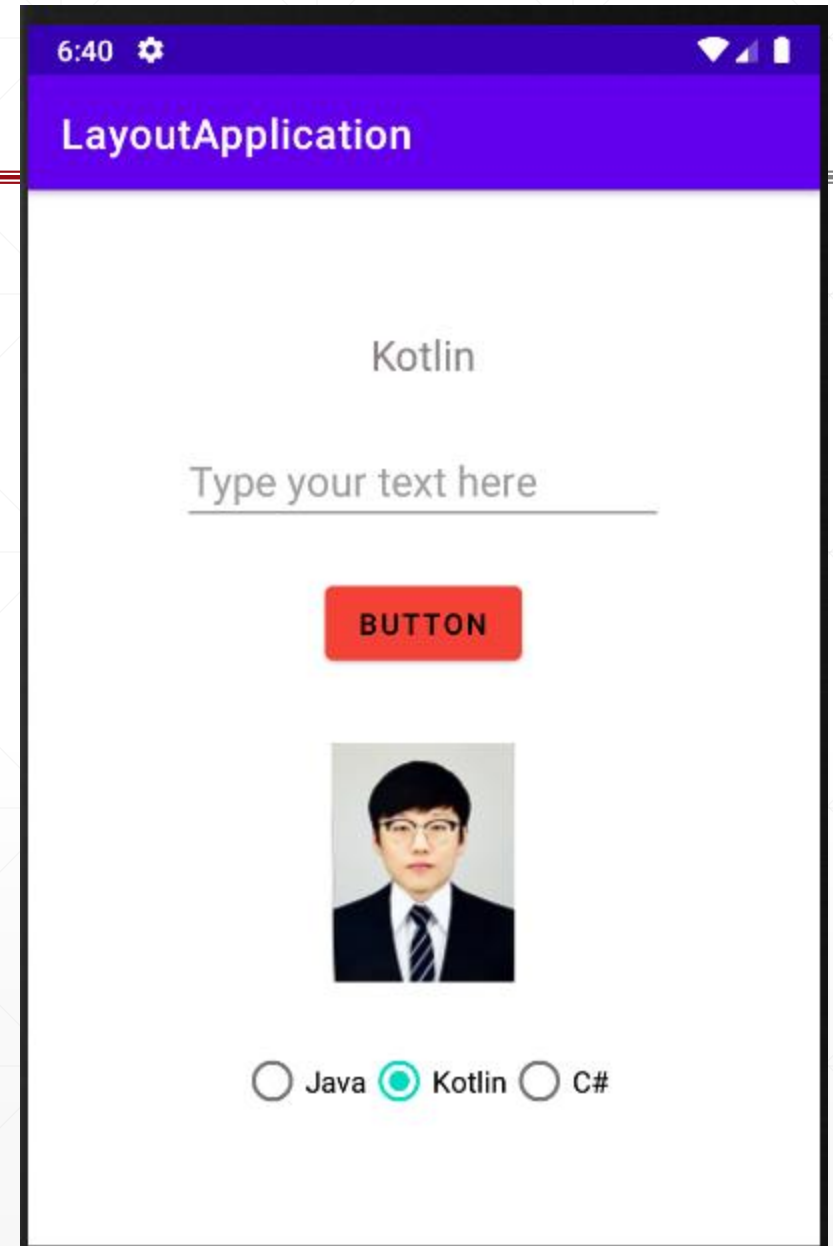 6:40
LayoutApplication
Kotlin
Type your text here
BUTTON
Java Kotlin C#